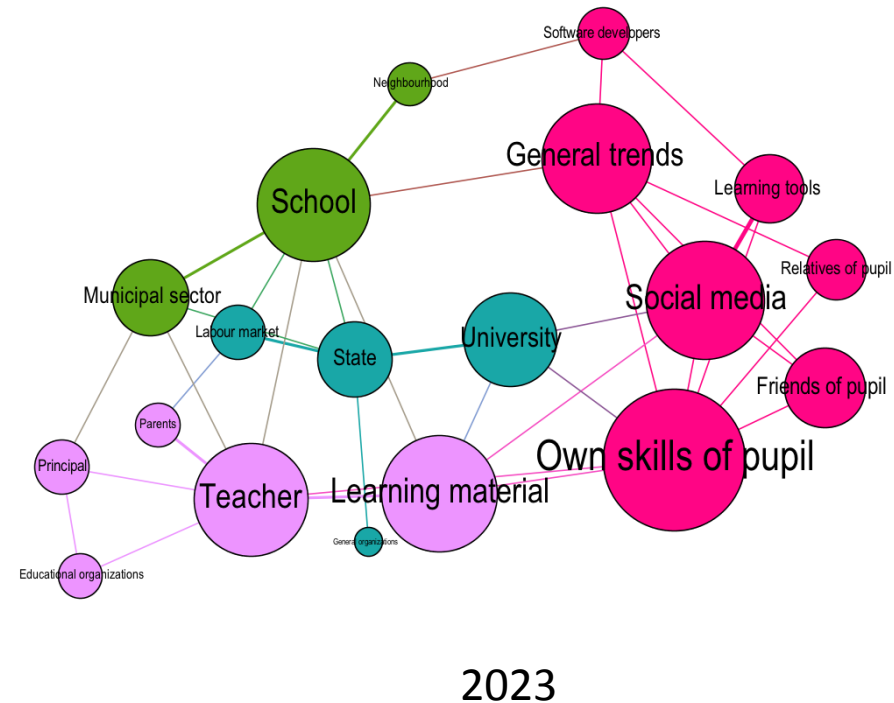 Software developers
Neighbourhood
General trends
Learning tools
School
Relatives of pupil
Municipal sector
Social media
Labour market
University
State
Friends of pupil
Parents
Own skills of pupil
Principal
Teacher
Learning material
General organizations
Educational organizations
2023